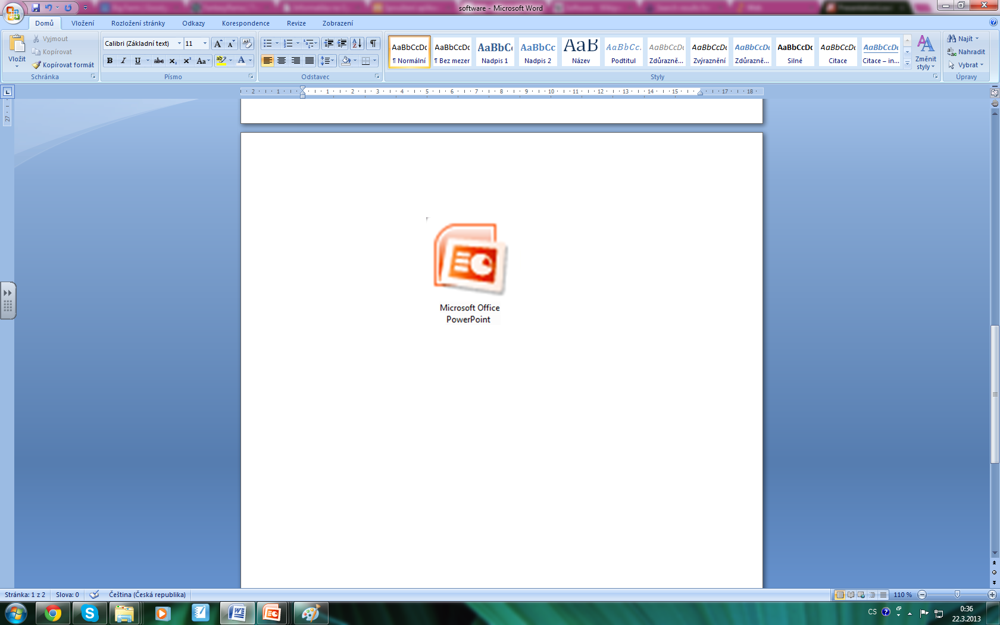 software - Microsoft Word
Domů Vložení Rozložení stránky Odkazy Korespondence Revize Zobrazení
Vložit
Vyjmout
Kopírovat
Kopírovat formát
Schránka
Calibri (Základní text) 11
B I U abc x₂ x² Aa
Písmo
Odstavec
AaBbCcDc AaBbCcDc AaBbC AaBbCc AaB AaBbCc. AaBbCcDc AaBbCcDc AaBbCcDc AaBbCcDc AaBbCcDc AaBbCcDc
¶ Normální ¶ Bez mezer Nadpis 1 Nadpis 2 Název Podtitul Zdůrazně... Zvýraznění Zdůrazně... Silné Citace Citace – in...
Styly
Změnit
styly
Najít
Nahradit
Vybrat
Úpravy
2 1 1 2 3 4 5 6 7 8 9 10 11 12 13 14 15 17 18
27
Microsoft Office
PowerPoint
Stránka: 1 z 2 Slova: 0 Čeština (Česká republika) 110 %
CS 0:36
22.3.2013